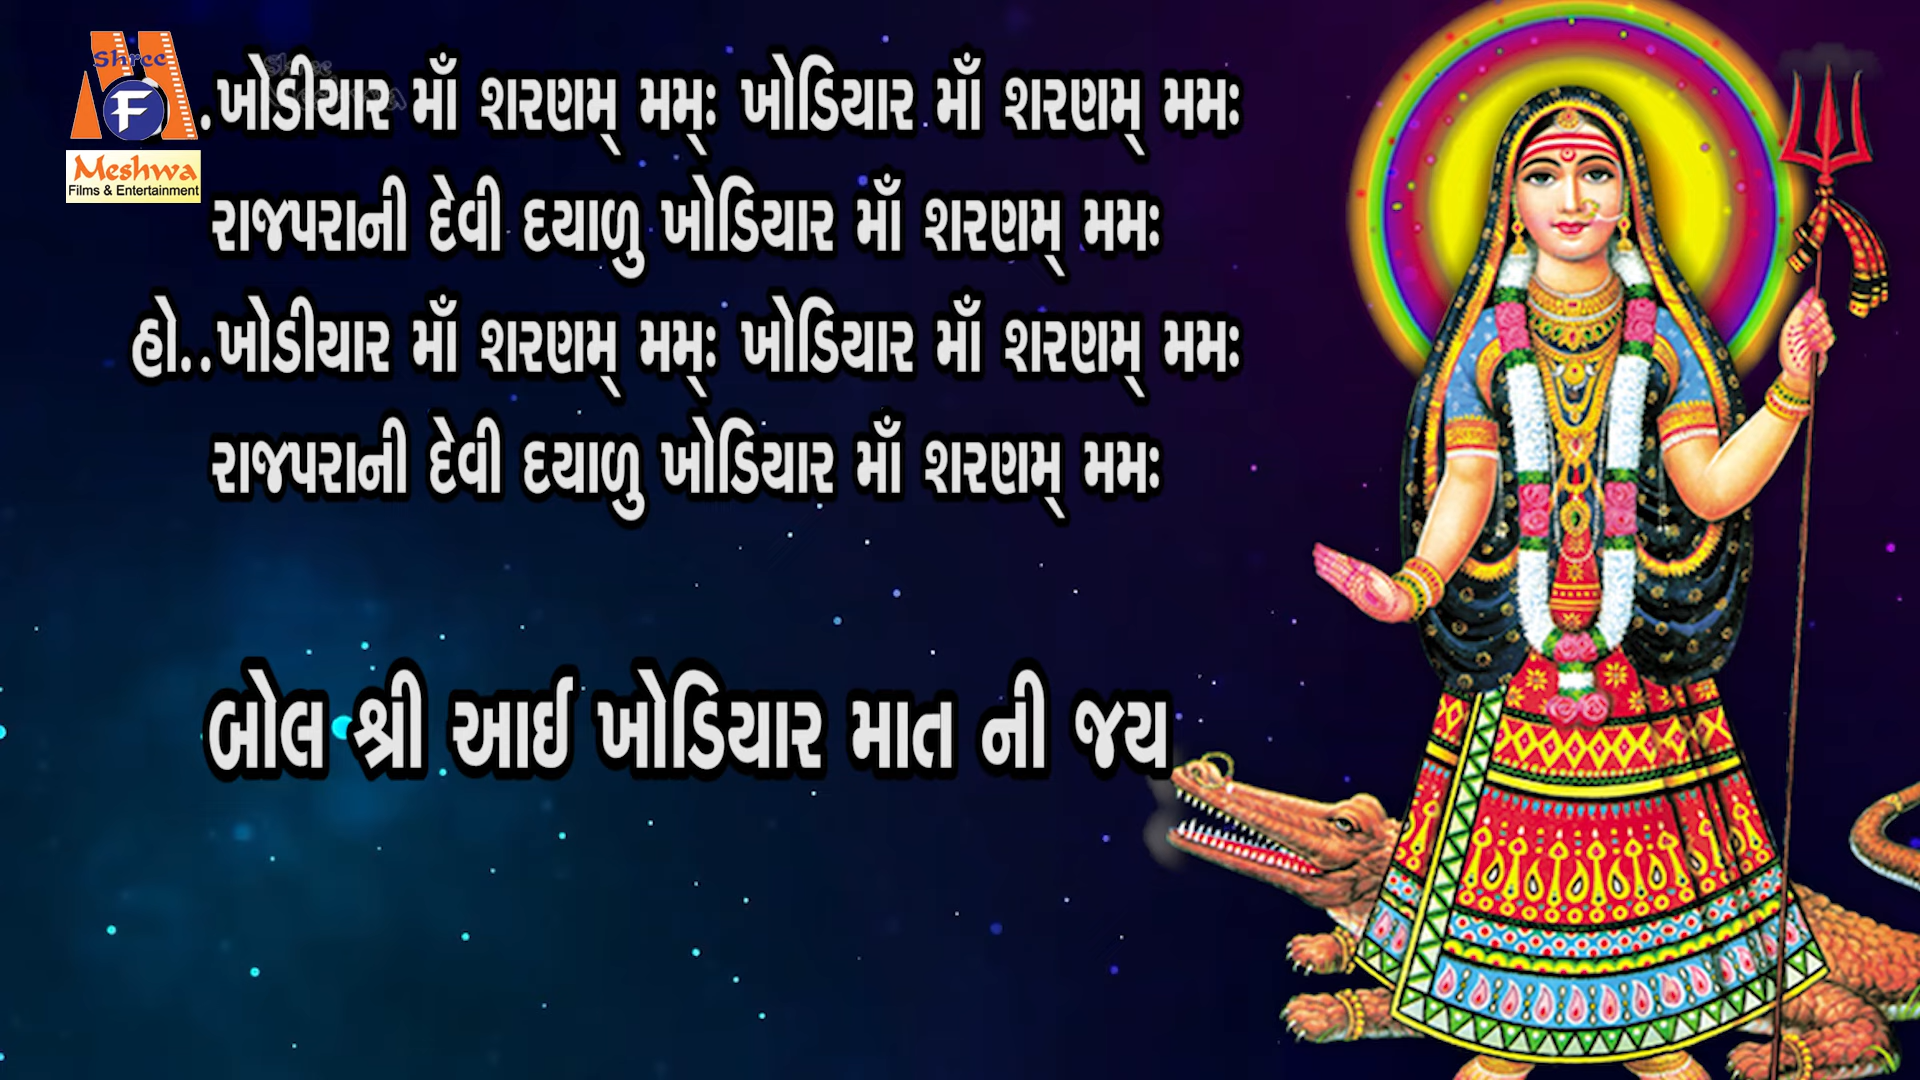 Shree
F
Meshwa
Films & Entertainment
..ખોડીયાર માઁ શરણમ્ મમ્ઃ ખોડિયાર માઁ શરણમ્ મમઃ
રાજપરાની દેવી દયાળુ ખોડિયાર માઁ શરણમ્ મમઃ
હો..ખોડીયાર માઁ શરણમ્ મમ્ઃ ખોડિયાર માઁ શરણમ્ મમઃ
રાજપરાની દેવી દયાળુ ખોડિયાર માઁ શરણમ્ મમઃ
બોલ શ્રી આઈ ખોડિયાર માત ની જય